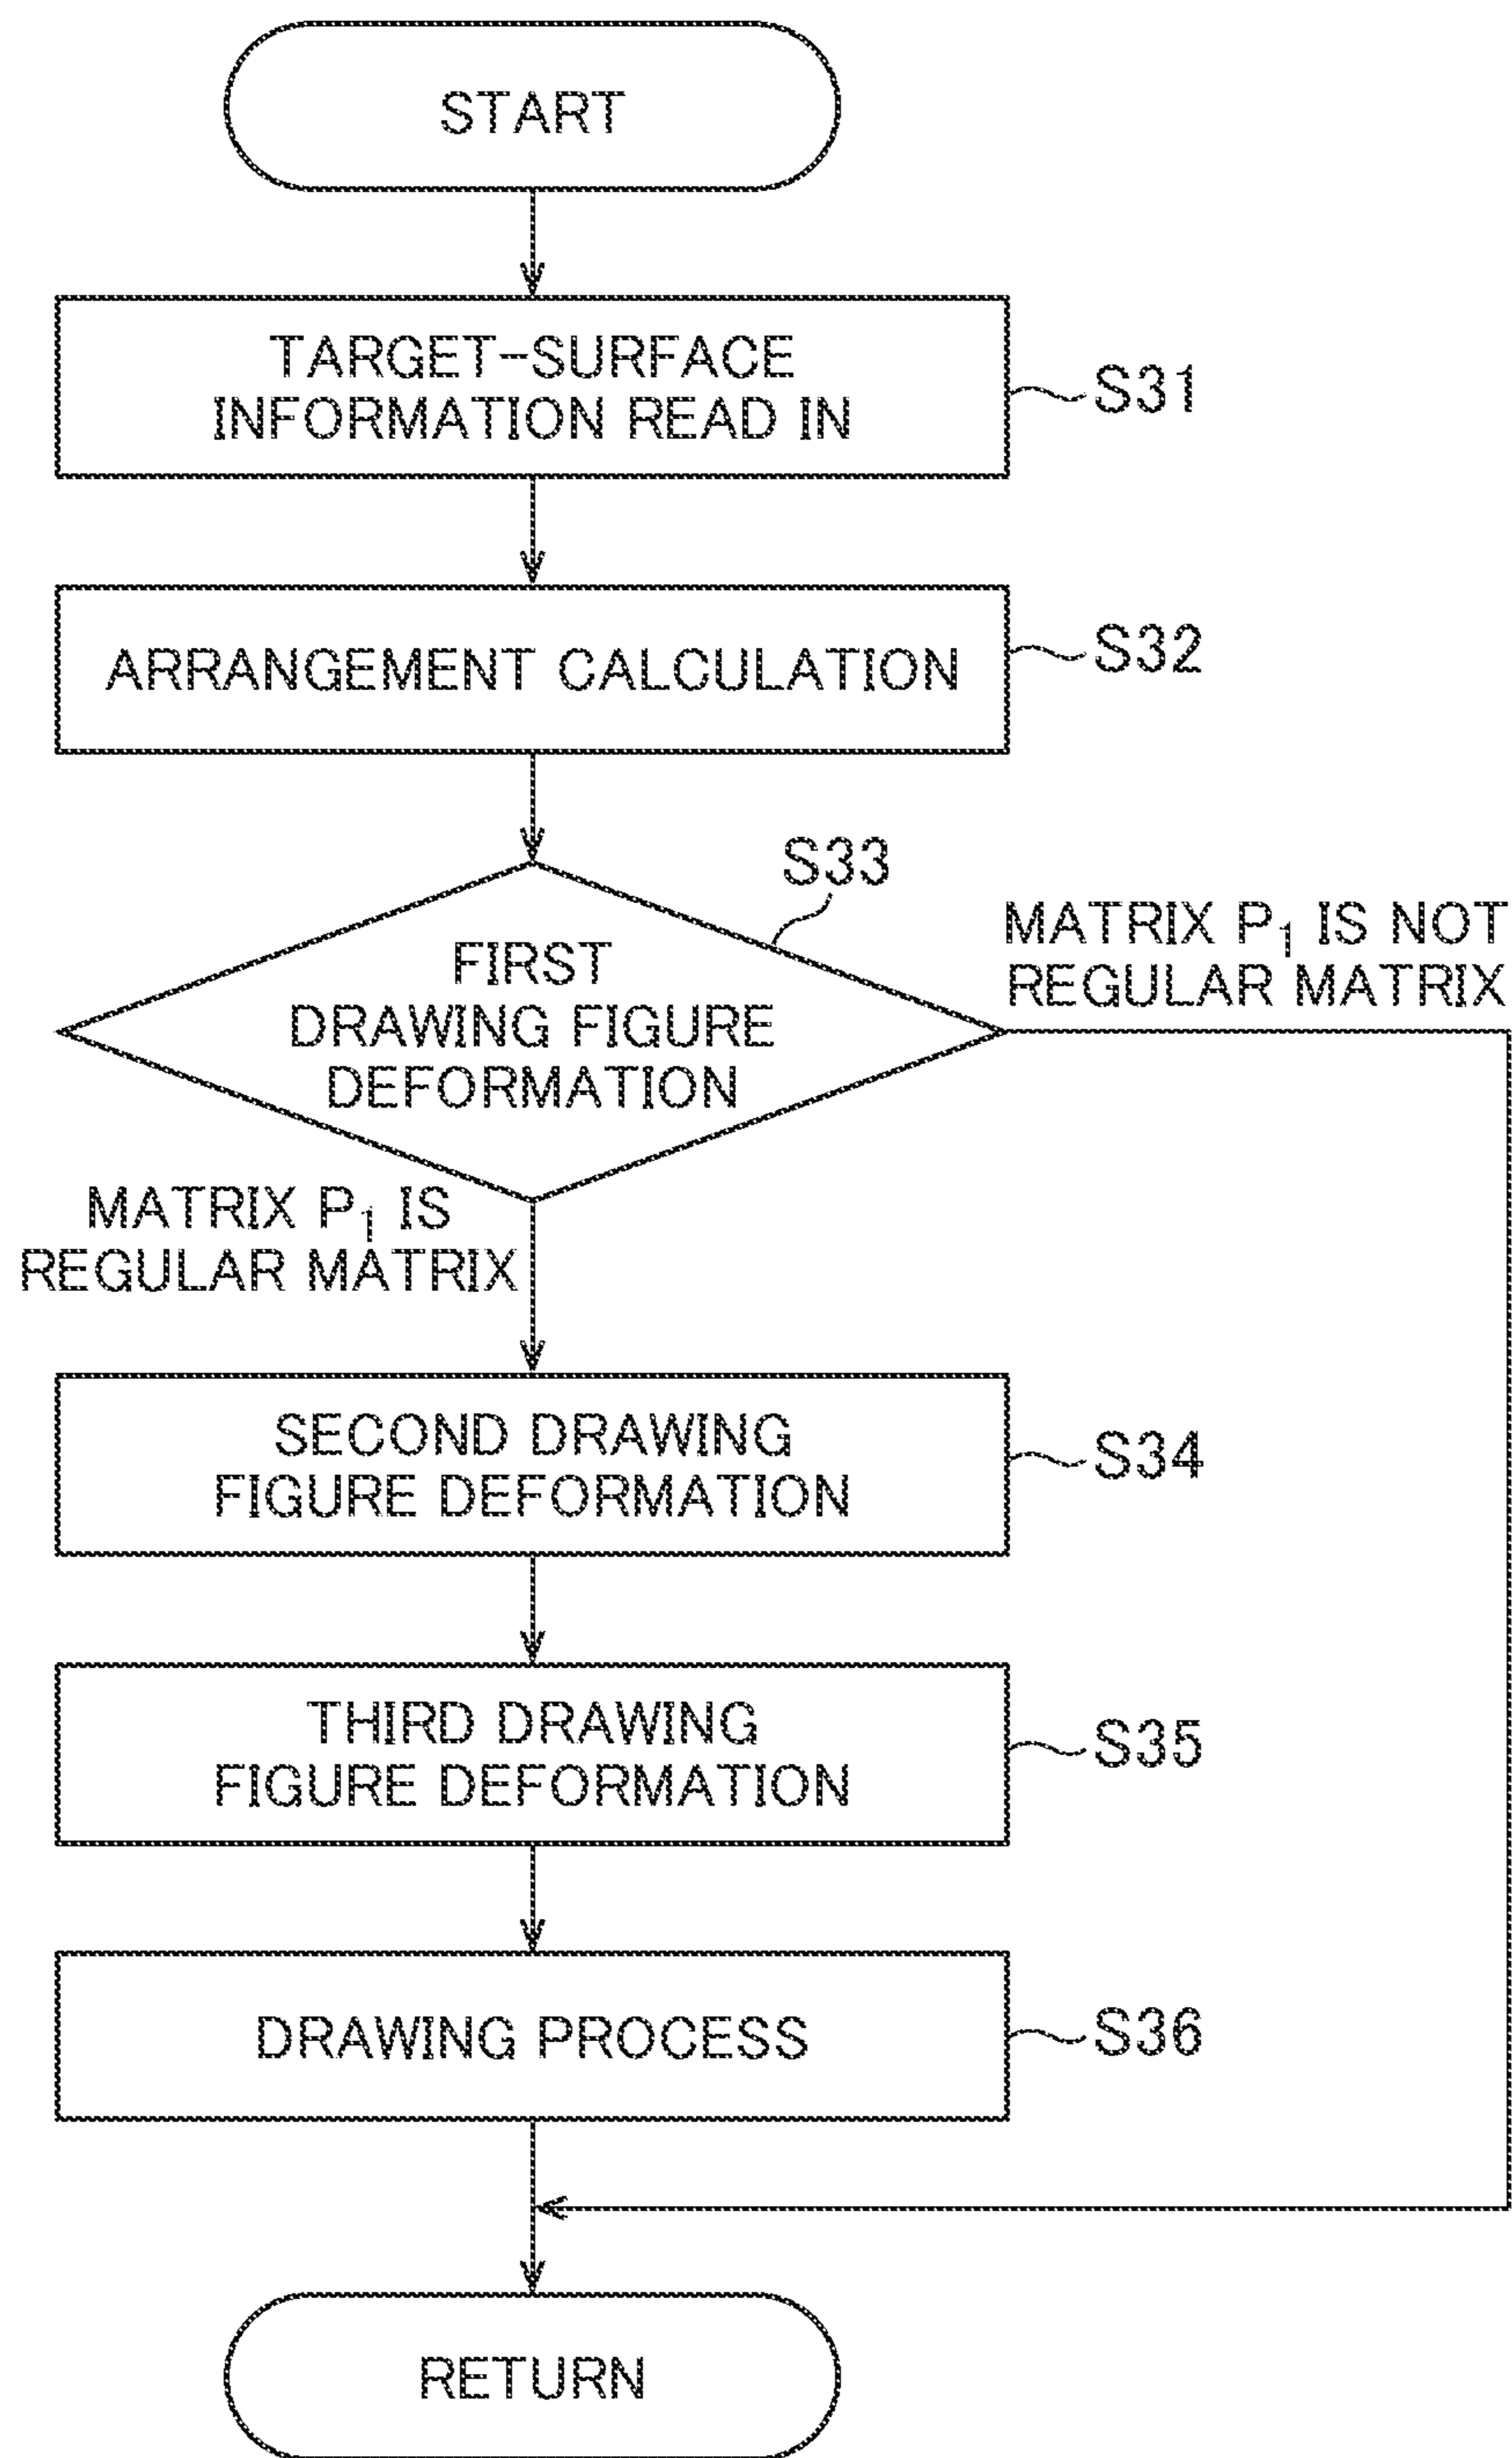 START
TARGET-SURFACE
INFORMATION READ IN
S31
ARRANGEMENT CALCULATION
S32
S33
FIRST
DRAWING FIGURE
DEFORMATION
MATRIX P₁ IS NOT
REGULAR MATRIX
MATRIX P₁ IS
REGULAR MATRIX
SECOND DRAWING
FIGURE DEFORMATION
S34
THIRD DRAWING
FIGURE DEFORMATION
S35
DRAWING PROCESS
S36
RETURN